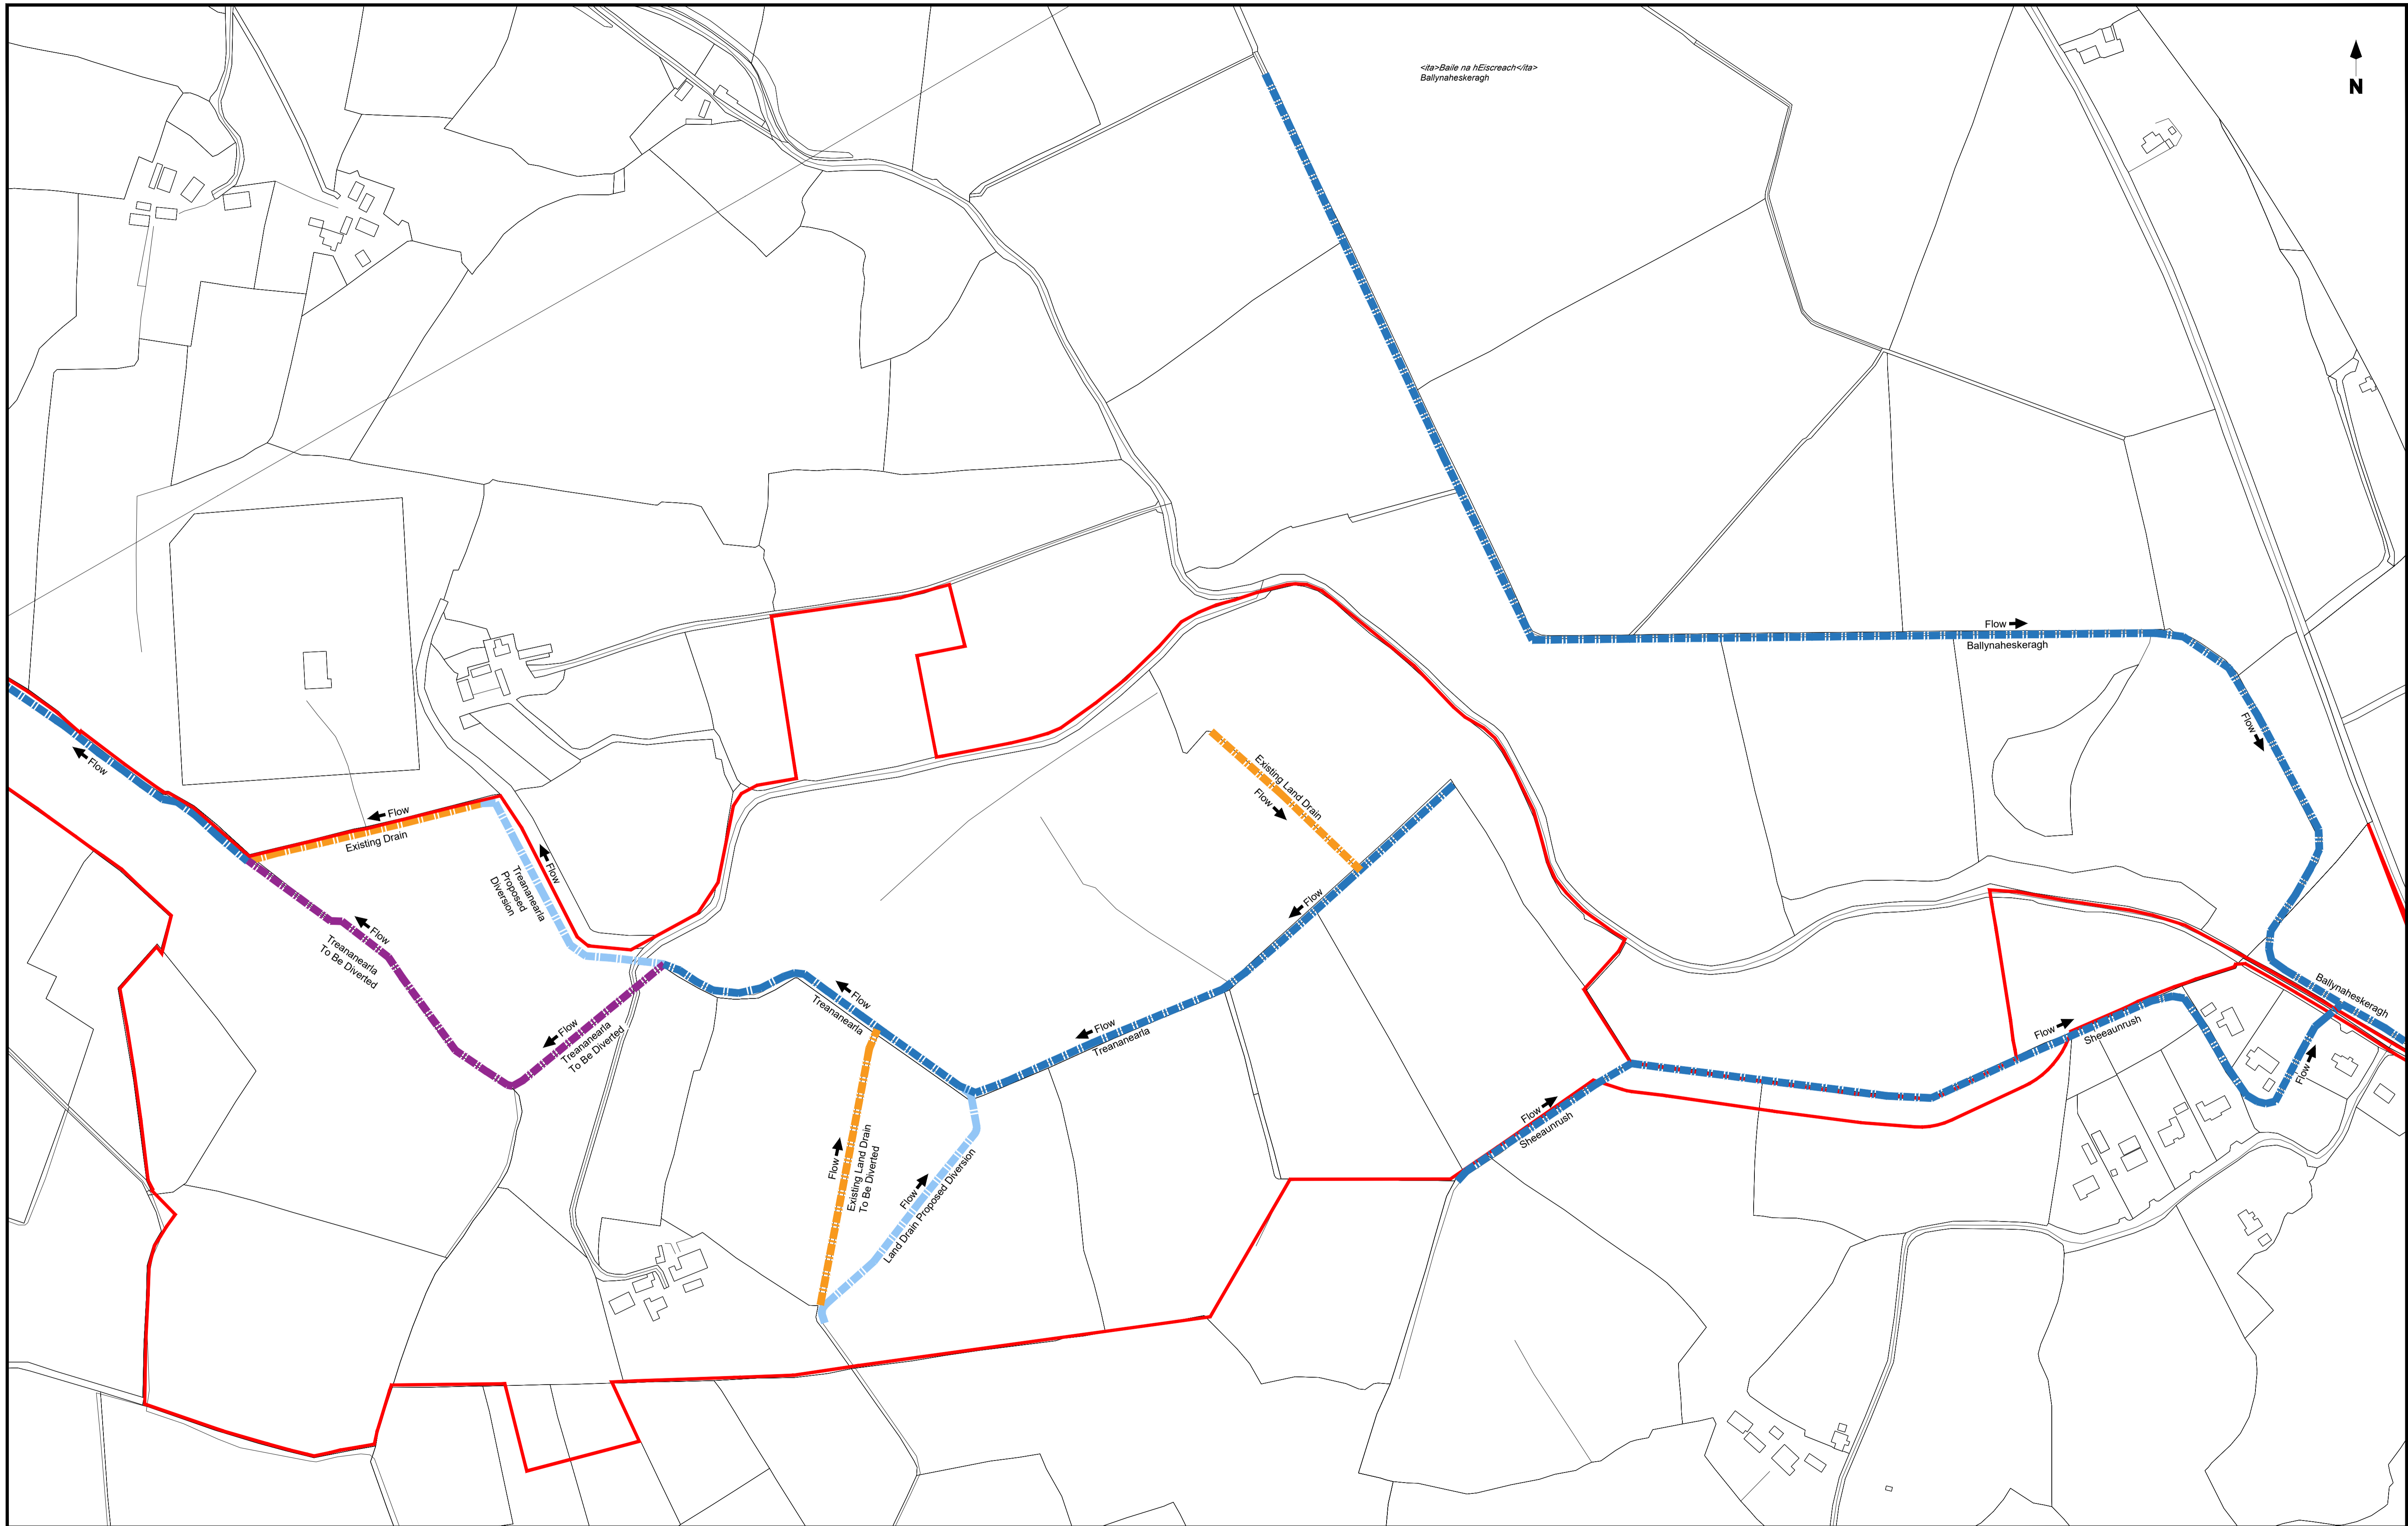 <ita>Baile na hEiscreach</ita>
Ballynaheskeragh
N
Flow
Ballynaheskeragh
Flow
Flow
Existing Land Drain
Flow
Flow
Existing Drain
Flow
Treananearla
Proposed
Diversion
Flow
Flow
Treananearla
To Be Diverted
Flow
Treananearla
Flow
Treananearla
To Be Diverted
Flow
Treananearla
Ballynaheskeragh
Flow
Sheeaunrush
Flow
Flow
Sheeaunrush
Flow
Existing Land Drain
To Be Diverted
Flow
Land Drain Proposed Diversion